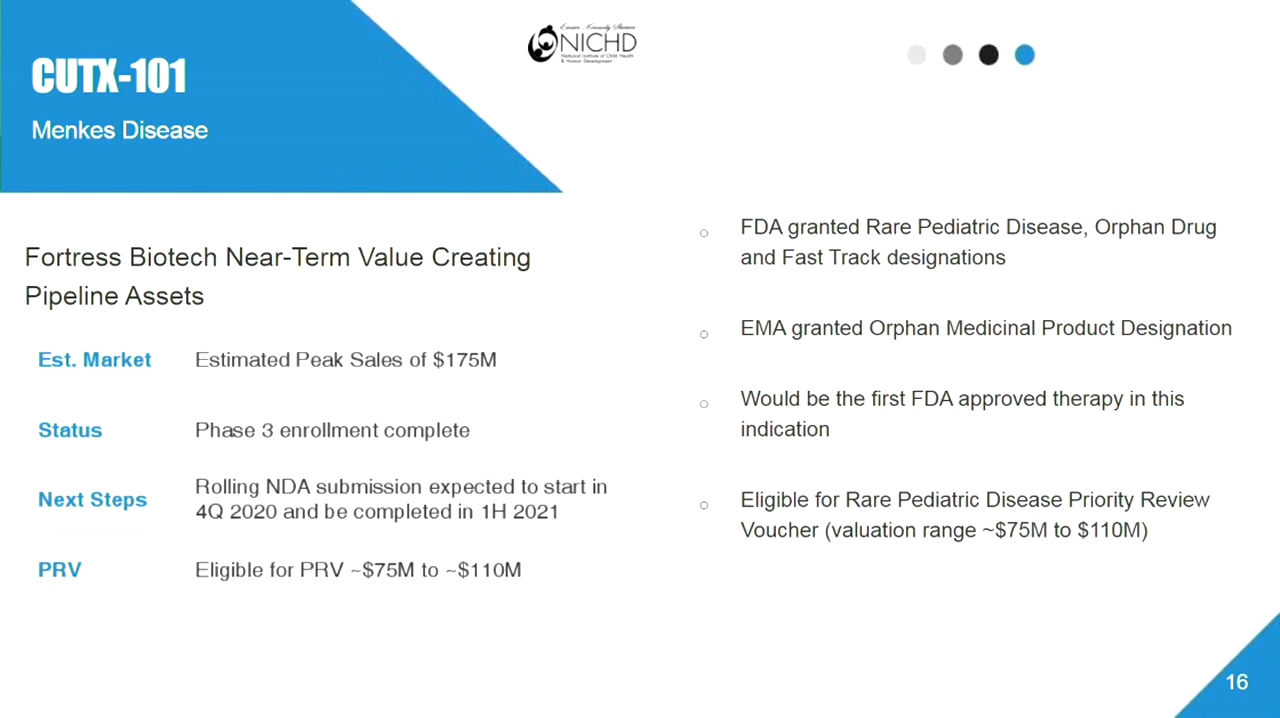 CUTX-101
Menkes Disease
Eunice Kennedy Shriver
NICHD
National Institute of Child Health
& Human Development
Fortress Biotech Near-Term Value Creating
Pipeline Assets
Est. Market Estimated Peak Sales of $175M
Status Phase 3 enrollment complete
Next Steps Rolling NDA submission expected to start in
4Q 2020 and be completed in 1H 2021
PRV Eligible for PRV ~$75M to ~$110M
FDA granted Rare Pediatric Disease, Orphan Drug
and Fast Track designations
EMA granted Orphan Medicinal Product Designation
Would be the first FDA approved therapy in this
indication
Eligible for Rare Pediatric Disease Priority Review
Voucher (valuation range ~$75M to $110M)
16